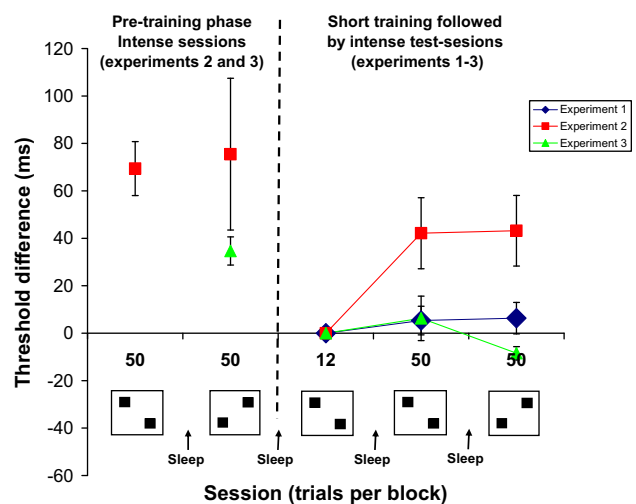 Pre-training phase
Intense sessions
(experiments 2 and 3)
Short training followed
by intense test-sesions
(experiments 1-3)
Experiment 1
Experiment 2
Experiment 3
Threshold difference (ms)
120
100
80
60
40
20
0
-20
-40
-60
50
50
12
50
50
Sleep
Sleep
Sleep
Sleep
Session (trials per block)